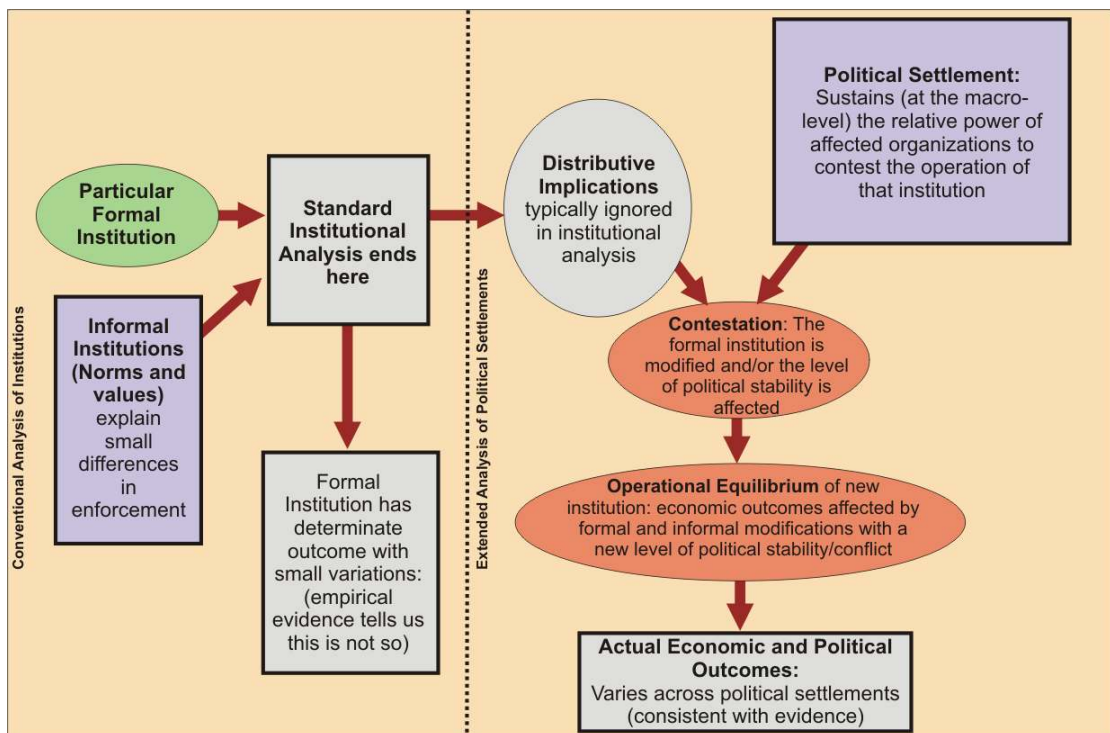 Conventional Analysis of Institutions
Particular
Formal
Institution
Informal
Institutions
(Norms and
values)
explain
small
differences
in
enforcement
Standard
Institutional
Analysis ends
here
Formal
Institution has
determinate
outcome with
small variations:
(empirical
evidence tells us
this is not so)
Extended Analysis of Political Settlements
Distributive
Implications
typically ignored
in institutional
analysis
Political Settlement:
Sustains (at the macro-
level) the relative power of
affected organizations to
contest the operation of
that institution
Contestation: The
formal institution is
modified and/or the level
of political stability is
affected
Operational Equilibrium of new
institution: economic outcomes affected by
formal and informal modifications with a
new level of political stability/conflict
Actual Economic and Political
Outcomes:
Varies across political settlements
(consistent with evidence)